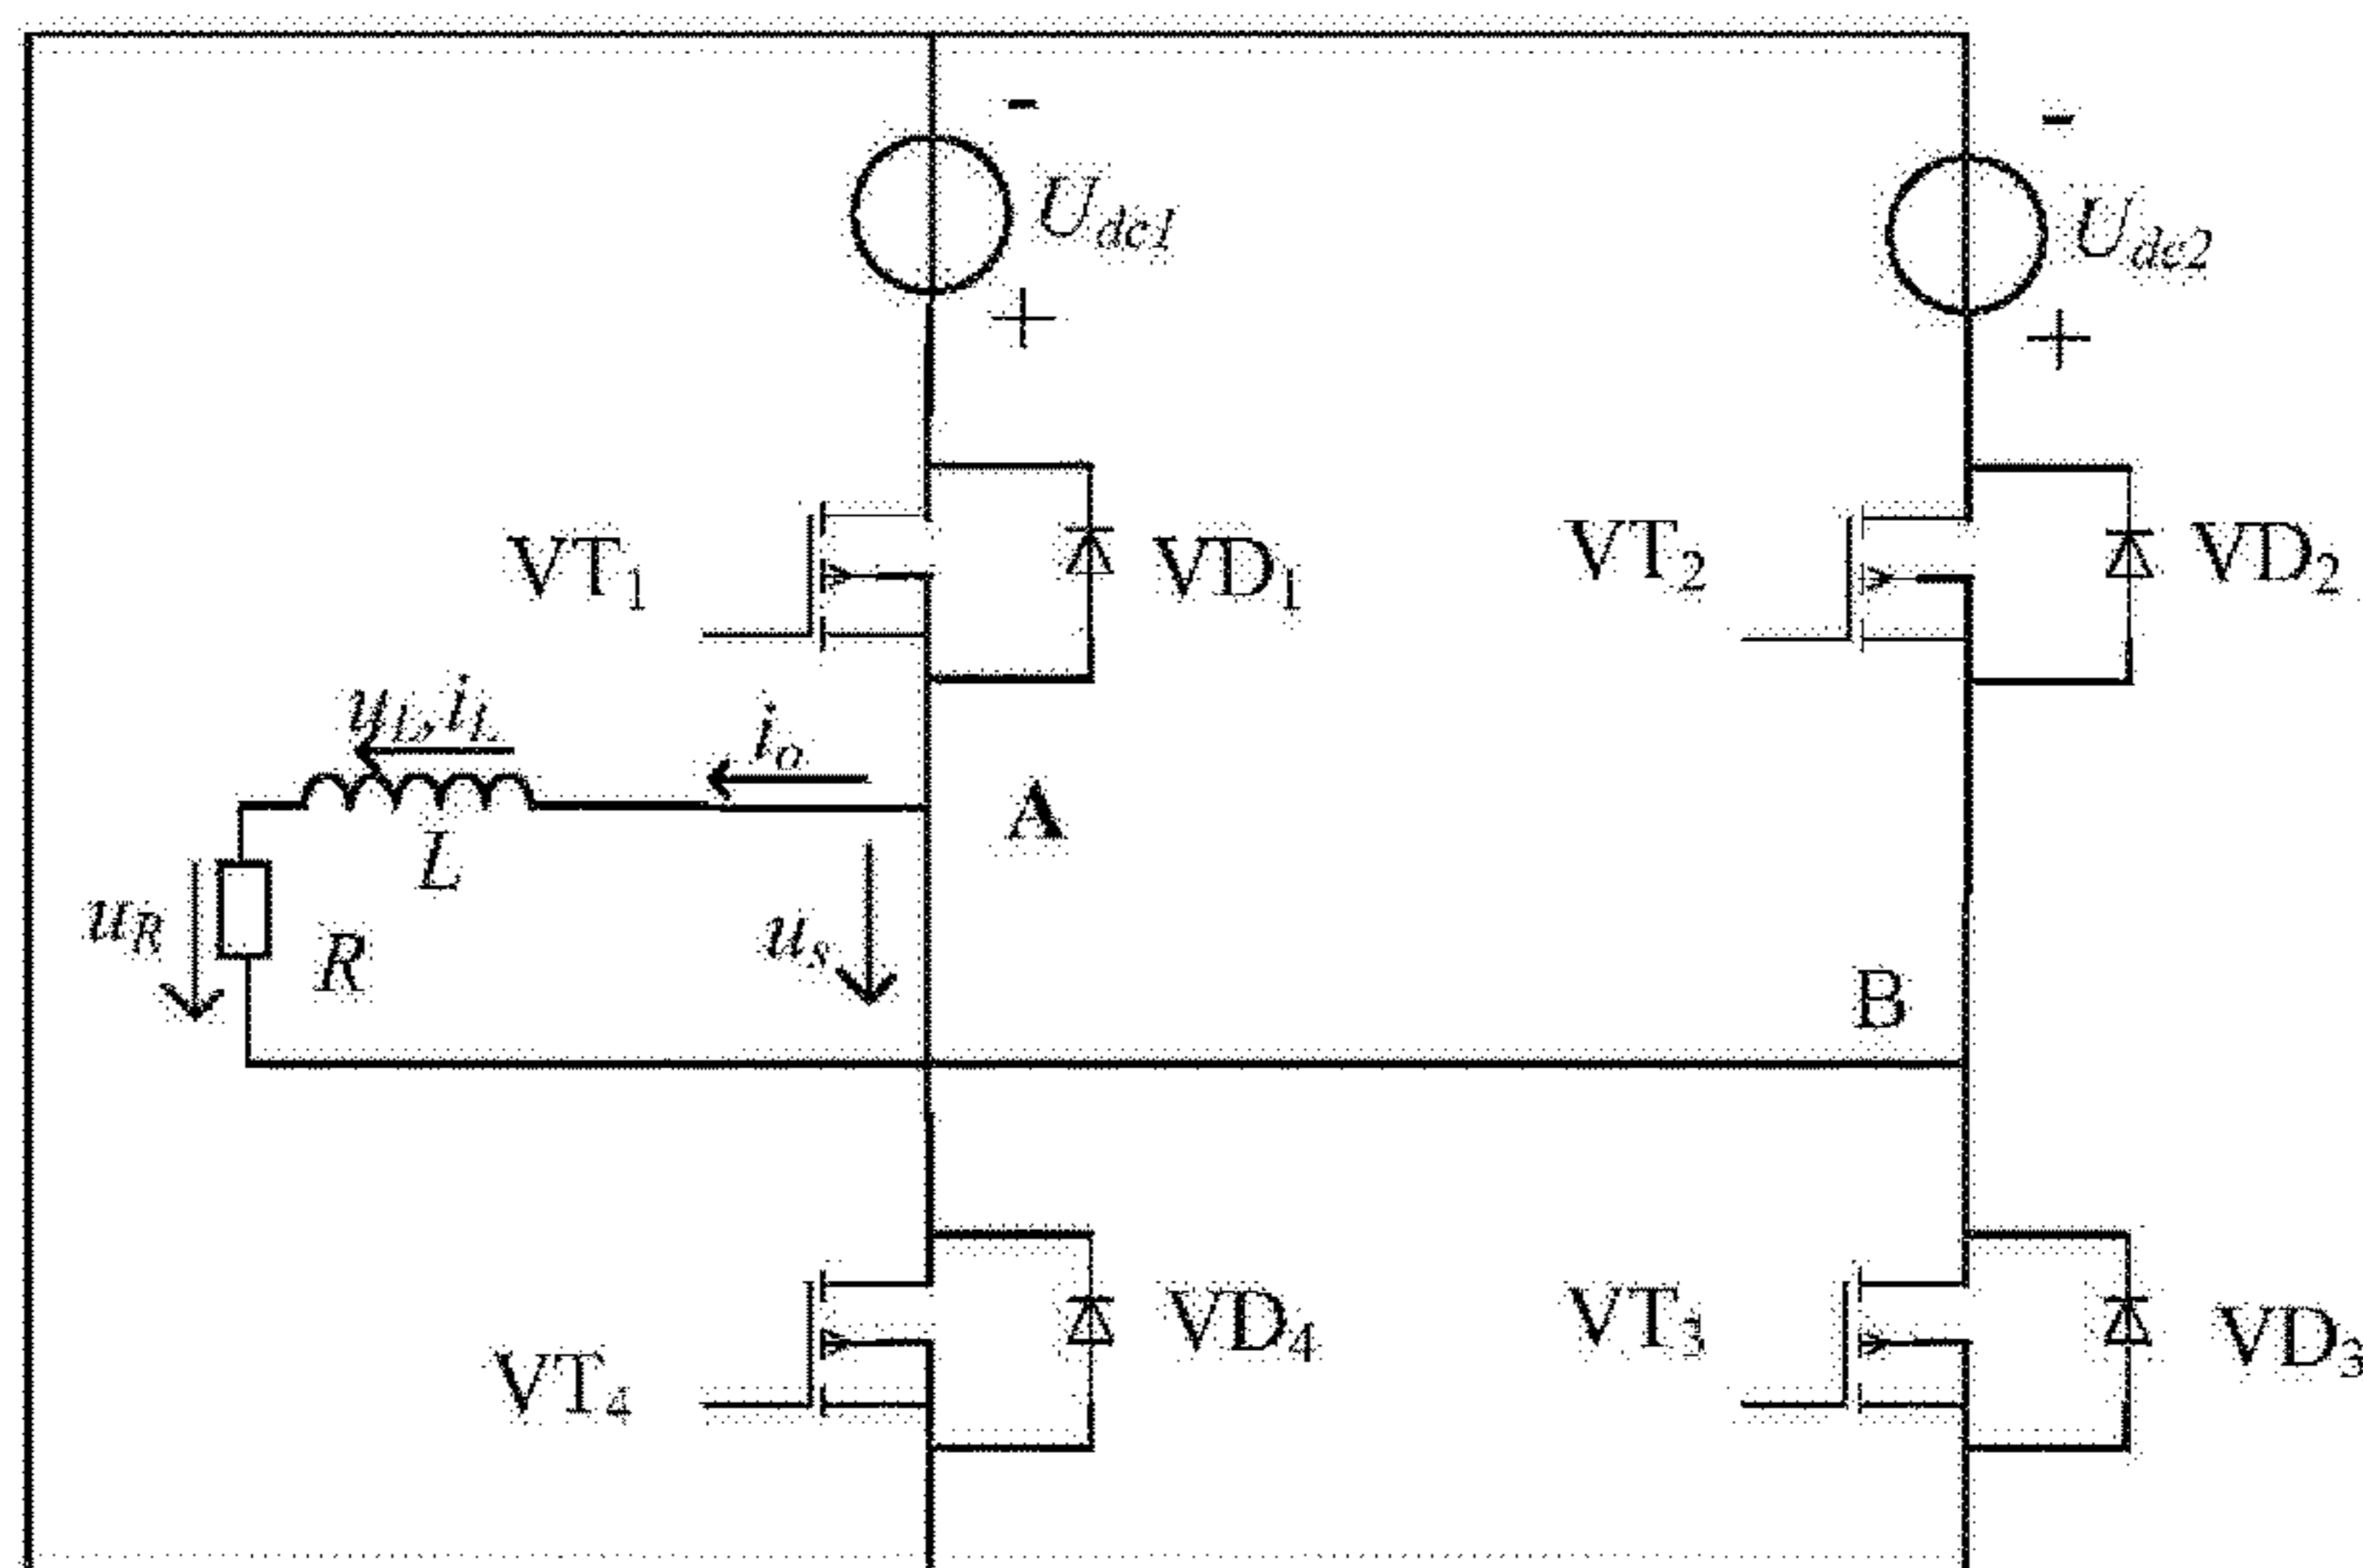 -
-
U_dc1
U_dc2
+
+
VT₁
VD₁
VT₂
VD₂
u_L, i_L
i_o
A
L
u_R
R
u_s
B
VT₄
VD₄
VT₃
VD₃